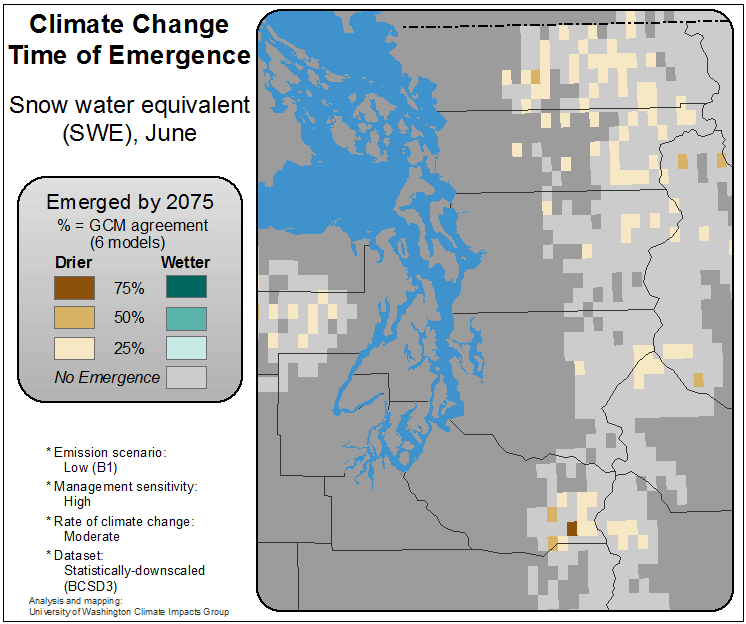 Climate Change
Time of Emergence
Snow water equivalent
(SWE), June
Emerged by 2075
% = GCM agreement
(6 models)
Drier Wetter
75%
50%
25%
No Emergence
* Emission scenario:
Low (B1)
* Management sensitivity:
High
* Rate of climate change:
Moderate
* Dataset:
Statistically-downscaled
(BCSD3)
Analysis and mapping:
University of Washington Climate Impacts Group